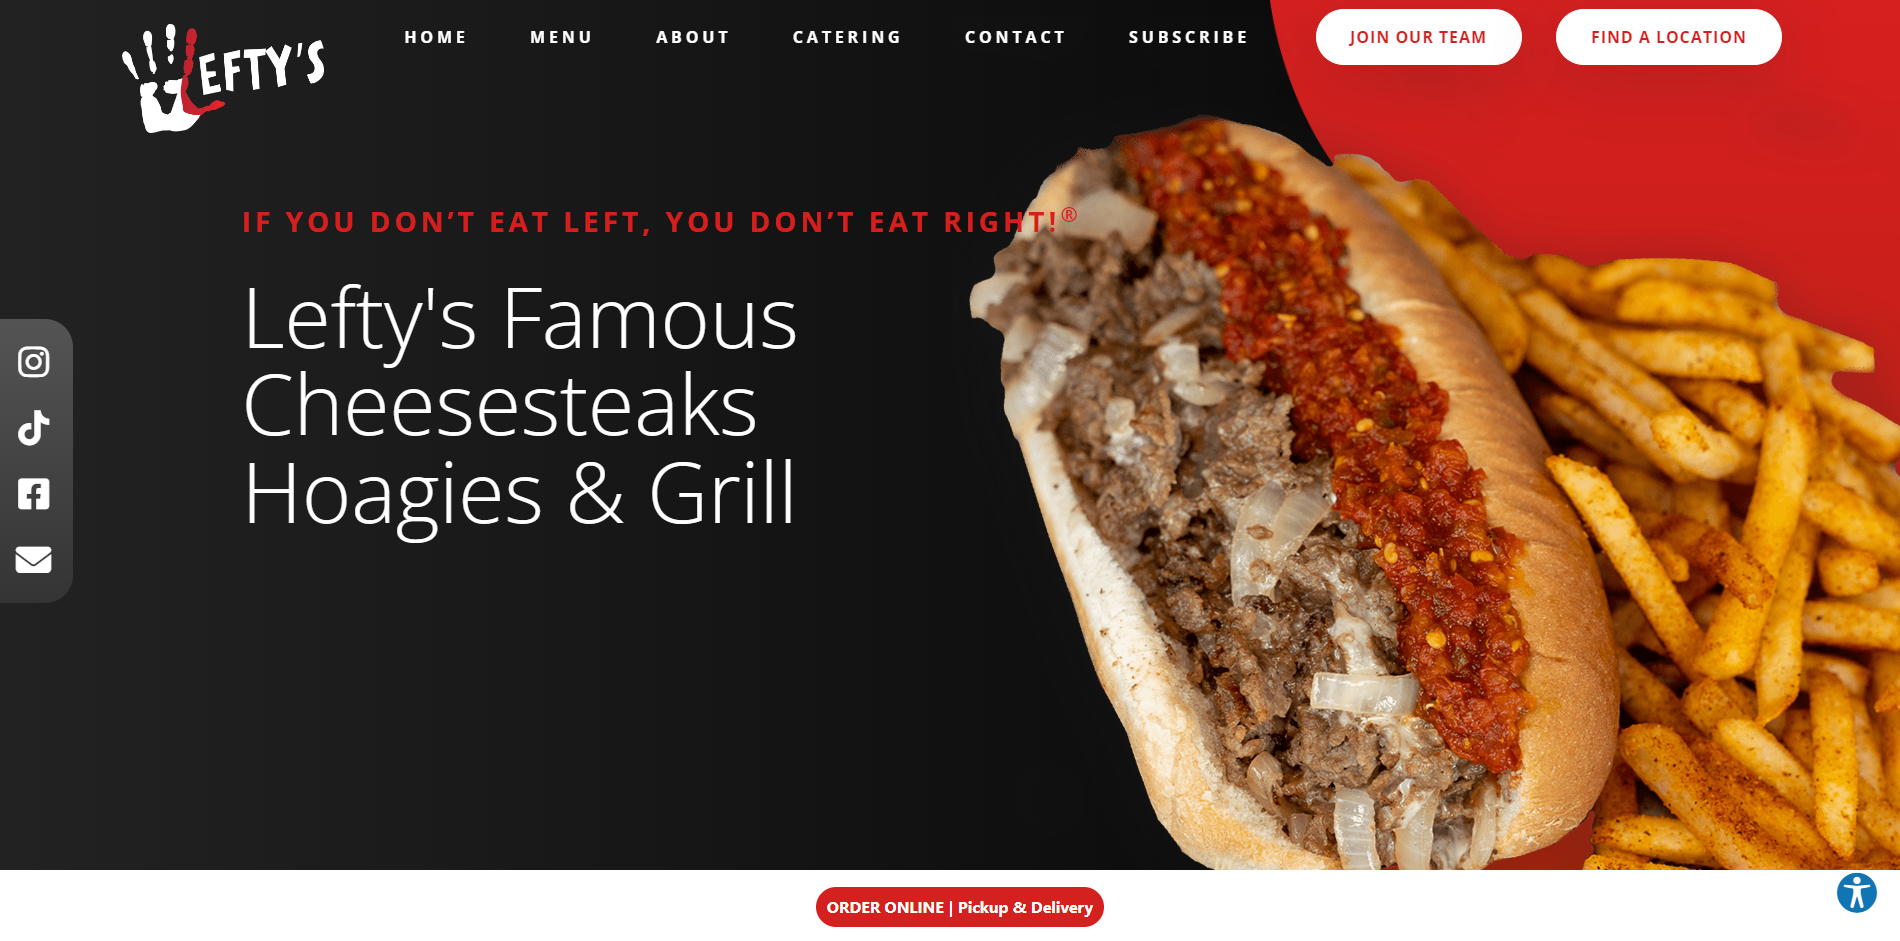 LEFTY'S
HOME MENU ABOUT CATERING CONTACT SUBSCRIBE JOIN OUR TEAM FIND A LOCATION
IF YOU DON’T EAT LEFT, YOU DON’T EAT RIGHT!®
Lefty's Famous
Cheesesteaks
Hoagies & Grill
ORDER ONLINE | Pickup & Delivery